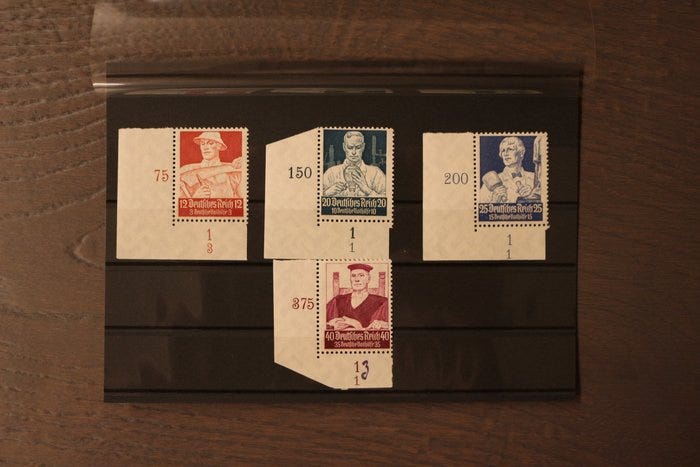 75
12 Deutsches Reich 12
3 Deutsche Nothilfe 3
1
3
150
20 Deutsches Reich 20
10 Deutsche Nothilfe 10
1
1
200
25 Deutsches Reich 25
15 Deutsche Nothilfe 15
1
1
375
40 Deutsches Reich 40
35 Deutsche Nothilfe 35
1 3
1